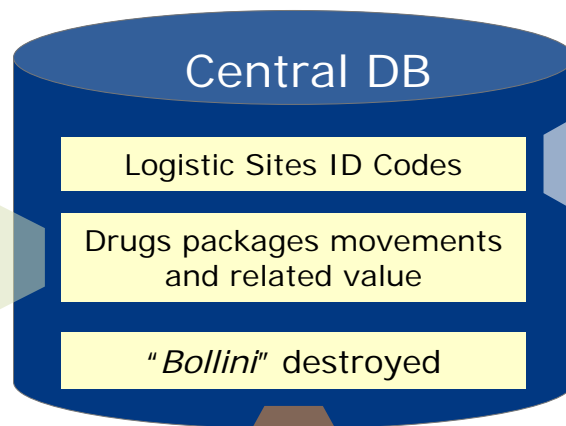 Central DB
Logistic Sites ID Codes
Drugs packages movements
and related value
“Bollini” destroyed